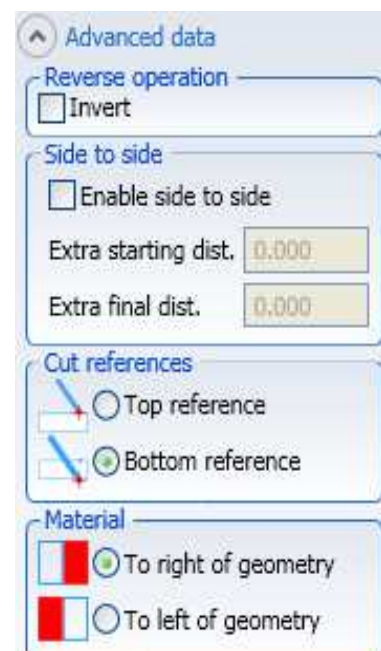 Advanced data
Reverse operation
Invert
Side to side
Enable side to side
Extra starting dist. 0.000
Extra final dist. 0.000
Cut references
Top reference
Bottom reference
Material
To right of geometry
To left of geometry